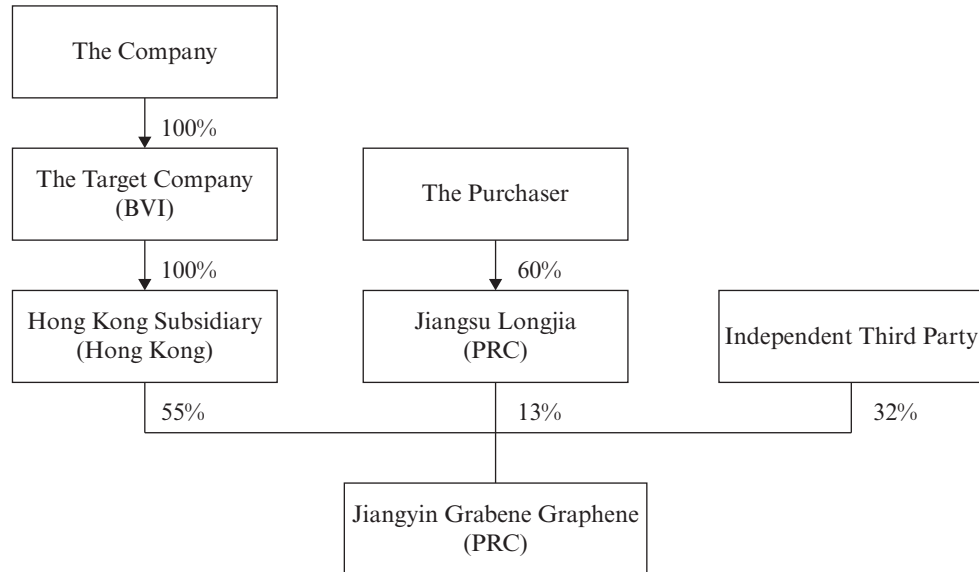 The Company
100%
The Target Company
(BVI)
The Purchaser
100%
60%
Hong Kong Subsidiary
(Hong Kong)
Jiangsu Longjia
(PRC)
Independent Third Party
55%
13%
32%
Jiangyin Grabene Graphene
(PRC)